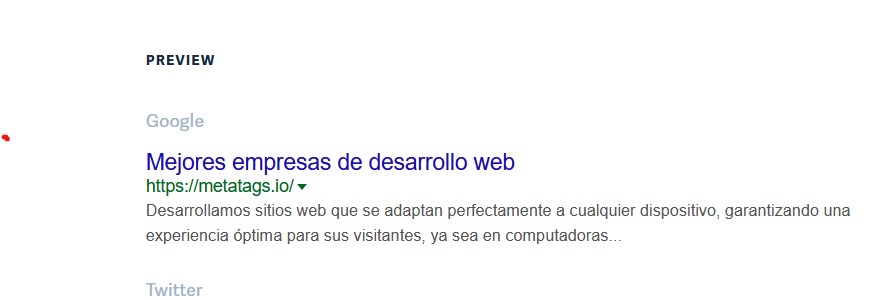 PREVIEW
Google
Mejores empresas de desarrollo web
https://metatags.io/
Desarrollamos sitios web que se adaptan perfectamente a cualquier dispositivo, garantizando una
experiencia óptima para sus visitantes, ya sea en computadoras...
Twitter